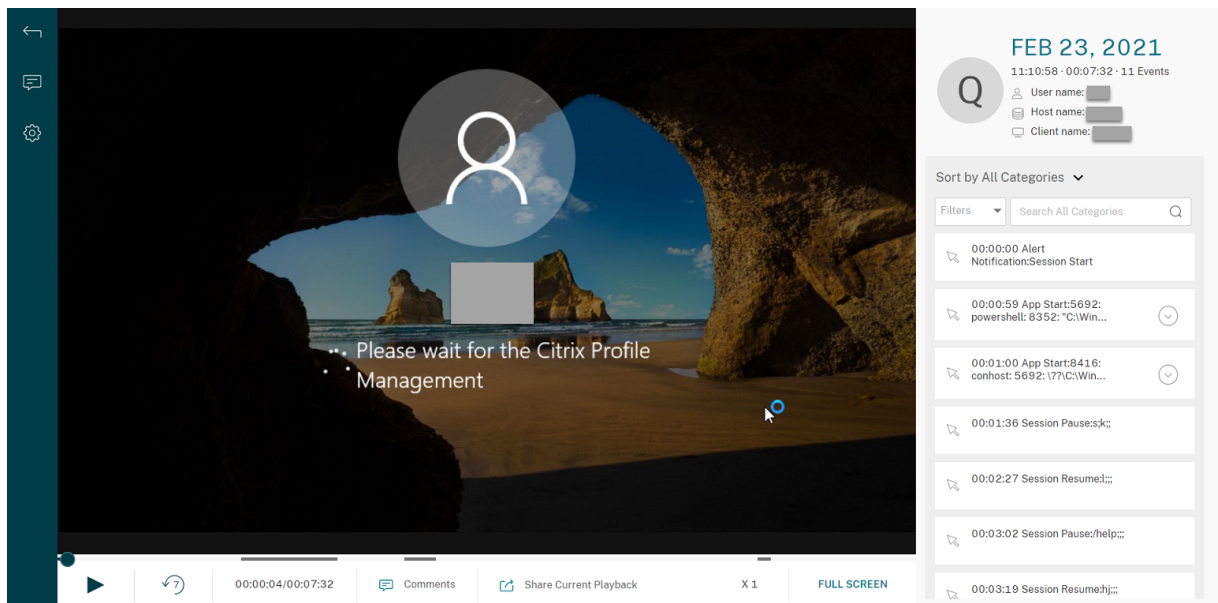 Please wait for the Citrix Profile
Management
7
00:00:04/00:07:32
Comments
Share Current Playback
X 1
FULL SCREEN
Q
FEB 23, 2021
11:10:58 · 00:07:32 · 11 Events
User name:
Host name:
Client name:
Sort by All Categories
Filters
Search All Categories
00:00:00 Alert
Notification:Session Start
00:00:59 App Start:5692:
powershell: 8352: "C:\Win...
00:01:00 App Start:8416:
conhost: 5692: \??\C:\Win...
00:01:36 Session Pause:s;k;;
00:02:27 Session Resume:l;;;
00:03:02 Session Pause:/help;;;
00:03:19 Session Resume:hj;;;